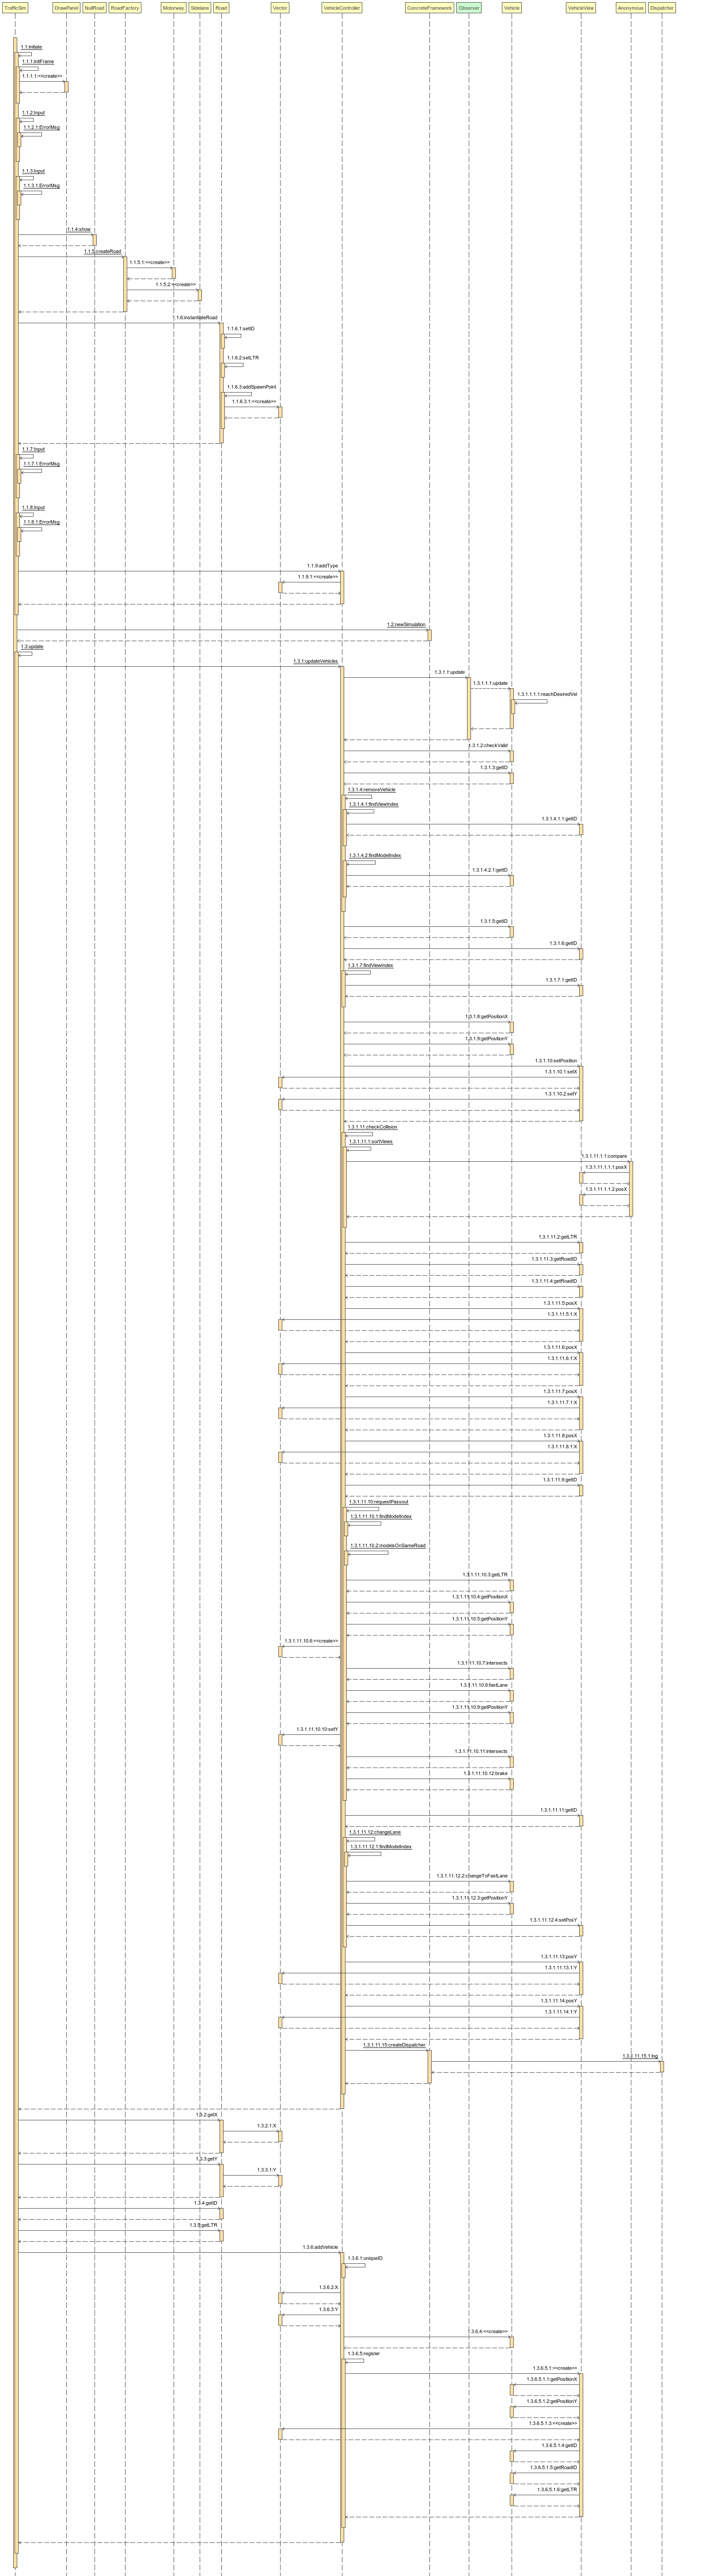 TrafficSim DrawPanel NullRoad RoadFactory Motorway Sidelane Road Vector VehicleController ConcreteFramework Observer Vehicle VehicleView Anonymous Dispatcher
1.1:initiate
1.1.1:initFrame
1.1.1.1:<<create>>
1.1.2:Input
1.1.2.1:ErrorMsg
1.1.3:Input
1.1.3.1:ErrorMsg
1.1.4:show
1.1.5:createRoad
1.1.5.1:<<create>>
1.1.5.2:<<create>>
1.1.6:instantiateRoad
1.1.6.1:setID
1.1.6.2:setLTR
1.1.6.3:addSpawnPoint
1.1.6.3.1:<<create>>
1.1.7:Input
1.1.7.1:ErrorMsg
1.1.8:Input
1.1.8.1:ErrorMsg
1.1.9:addType
1.1.9.1:<<create>>
1.2:newSimulation
1.3:update
1.3.1:updateVehicles
1.3.1.1:update
1.3.1.1.1:update
1.3.1.1.1.1:reachDesiredVel
1.3.1.2:checkValid
1.3.1.3:getID
1.3.1.4:removeVehicle
1.3.1.4.1:findViewIndex
1.3.1.4.1.1:getID
1.3.1.4.2:findModelIndex
1.3.1.4.2.1:getID
1.3.1.5:getID
1.3.1.6:getID
1.3.1.7:findViewIndex
1.3.1.7.1:getID
1.3.1.8:getPositionX
1.3.1.9:getPositionY
1.3.1.10:setPosition
1.3.1.10.1:setX
1.3.1.10.2:setY
1.3.1.11:checkCollision
1.3.1.11.1:sortViews
1.3.1.11.1.1:compare
1.3.1.11.1.1.1:posX
1.3.1.11.1.1.2:posX
1.3.1.11.2:getLTR
1.3.1.11.3:getRoadID
1.3.1.11.4:getRoadID
1.3.1.11.5:posX
1.3.1.11.5.1:X
1.3.1.11.6:posX
1.3.1.11.6.1:X
1.3.1.11.7:posX
1.3.1.11.7.1:X
1.3.1.11.8:posX
1.3.1.11.8.1:X
1.3.1.11.9:getID
1.3.1.11.10:requestPassout
1.3.1.11.10.1:findModelIndex
1.3.1.11.10.2:modelsOnSameRoad
1.3.1.11.10.3:getLTR
1.3.1.11.10.4:getPositionX
1.3.1.11.10.5:getPositionY
1.3.1.11.10.6:<<create>>
1.3.1.11.10.7:intersects
1.3.1.11.10.8:fastLane
1.3.1.11.10.9:getPositionY
1.3.1.11.10.10:setY
1.3.1.11.10.11:intersects
1.3.1.11.10.12:brake
1.3.1.11.11:getID
1.3.1.11.12:changeLane
1.3.1.11.12.1:findModelIndex
1.3.1.11.12.2:changeToFastLane
1.3.1.11.12.3:getPositionY
1.3.1.11.12.4:setPosY
1.3.1.11.13:posY
1.3.1.11.13.1:Y
1.3.1.11.14:posY
1.3.1.11.14.1:Y
1.3.1.11.15:createDispatcher
1.3.1.11.15.1:log
1.3.2:getX
1.3.2.1:X
1.3.3:getY
1.3.3.1:Y
1.3.4:getID
1.3.5:getLTR
1.3.6:addVehicle
1.3.6.1:uniqueID
1.3.6.2:X
1.3.6.3:Y
1.3.6.4:<<create>>
1.3.6.5:register
1.3.6.5.1:<<create>>
1.3.6.5.1.1:getPositionX
1.3.6.5.1.2:getPositionY
1.3.6.5.1.3:<<create>>
1.3.6.5.1.4:getID
1.3.6.5.1.5:getRoadID
1.3.6.5.1.6:getLTR